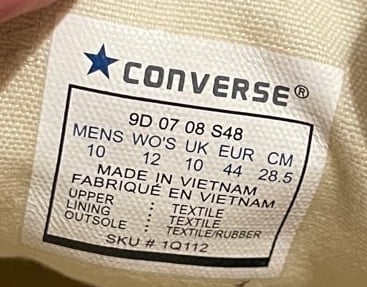 CONVERSE®
9D 07 08 S48
MENS WO'S UK EUR CM
10 12 10 44 28.5
MADE IN VIETNAM
FABRIQUÉ EN VIETNAM
UPPER : TEXTILE
LINING : TEXTILE
OUTSOLE : TEXTILE/RUBBER
SKU # 1Q112